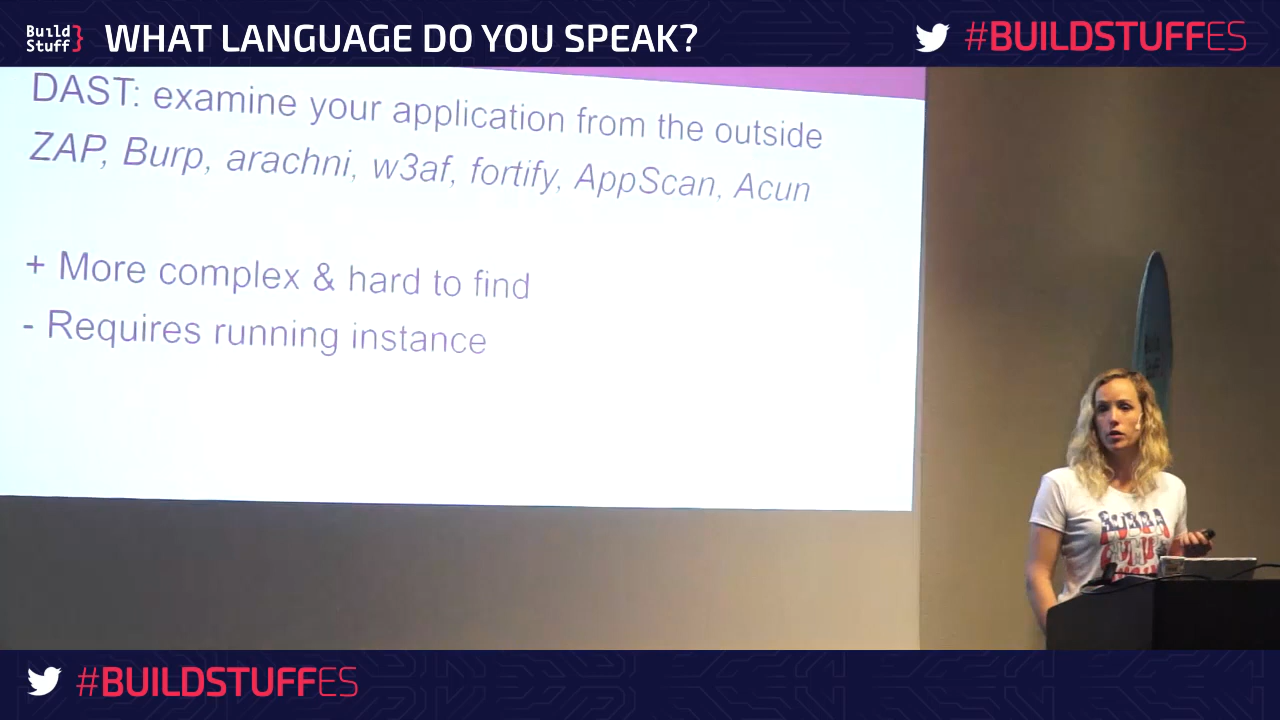 Build
Stuff}
WHAT LANGUAGE DO YOU SPEAK?
#BUILDSTUFFES
DAST: examine your application from the outside
ZAP, Burp, arachni, w3af, fortify, AppScan, Acun
+ More complex & hard to find
- Requires running instance
#BUILDSTUFFES